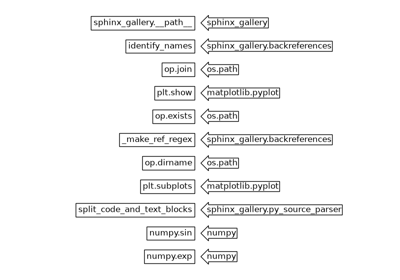 sphinx_gallery.__path__ sphinx_gallery
identify_names sphinx_gallery.backreferences
op.join os.path
plt.show matplotlib.pyplot
op.exists os.path
_make_ref_regex sphinx_gallery.backreferences
op.dirname os.path
plt.subplots matplotlib.pyplot
split_code_and_text_blocks sphinx_gallery.py_source_parser
numpy.sin numpy
numpy.exp numpy